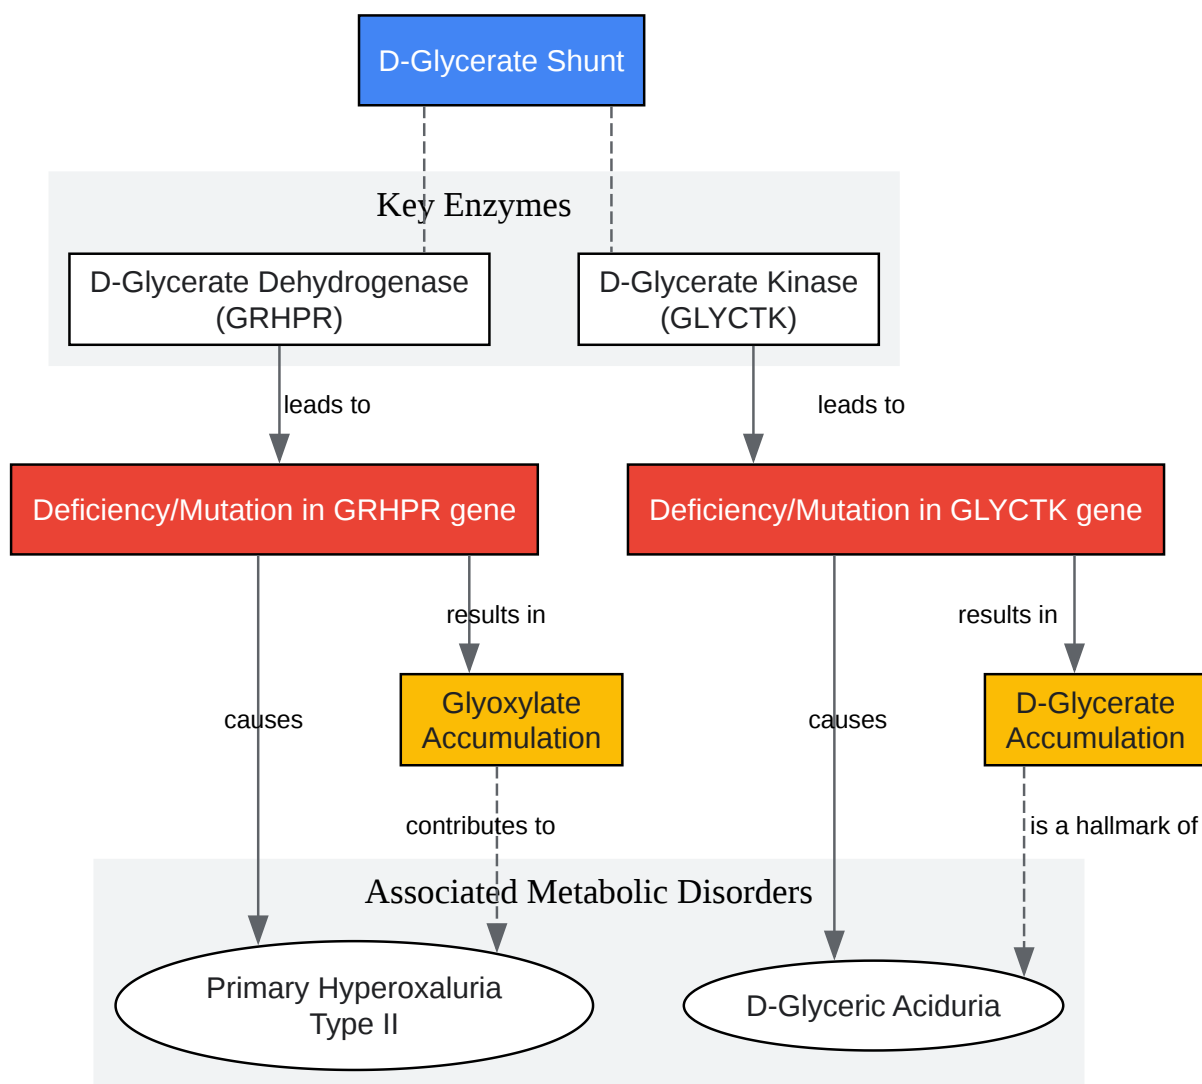 D-Glycerate Shunt
Key Enzymes
D-Glycerate Dehydrogenase
(GRHPR)
D-Glycerate Kinase
(GLYCTK)
leads to
leads to
Deficiency/Mutation in GRHPR gene
Deficiency/Mutation in GLYCTK gene
results in
results in
Glyoxylate
Accumulation
D-Glycerate
Accumulation
causes
causes
contributes to
is a hallmark of
Associated Metabolic Disorders
Primary Hyperoxaluria
Type II
D-Glyceric Aciduria